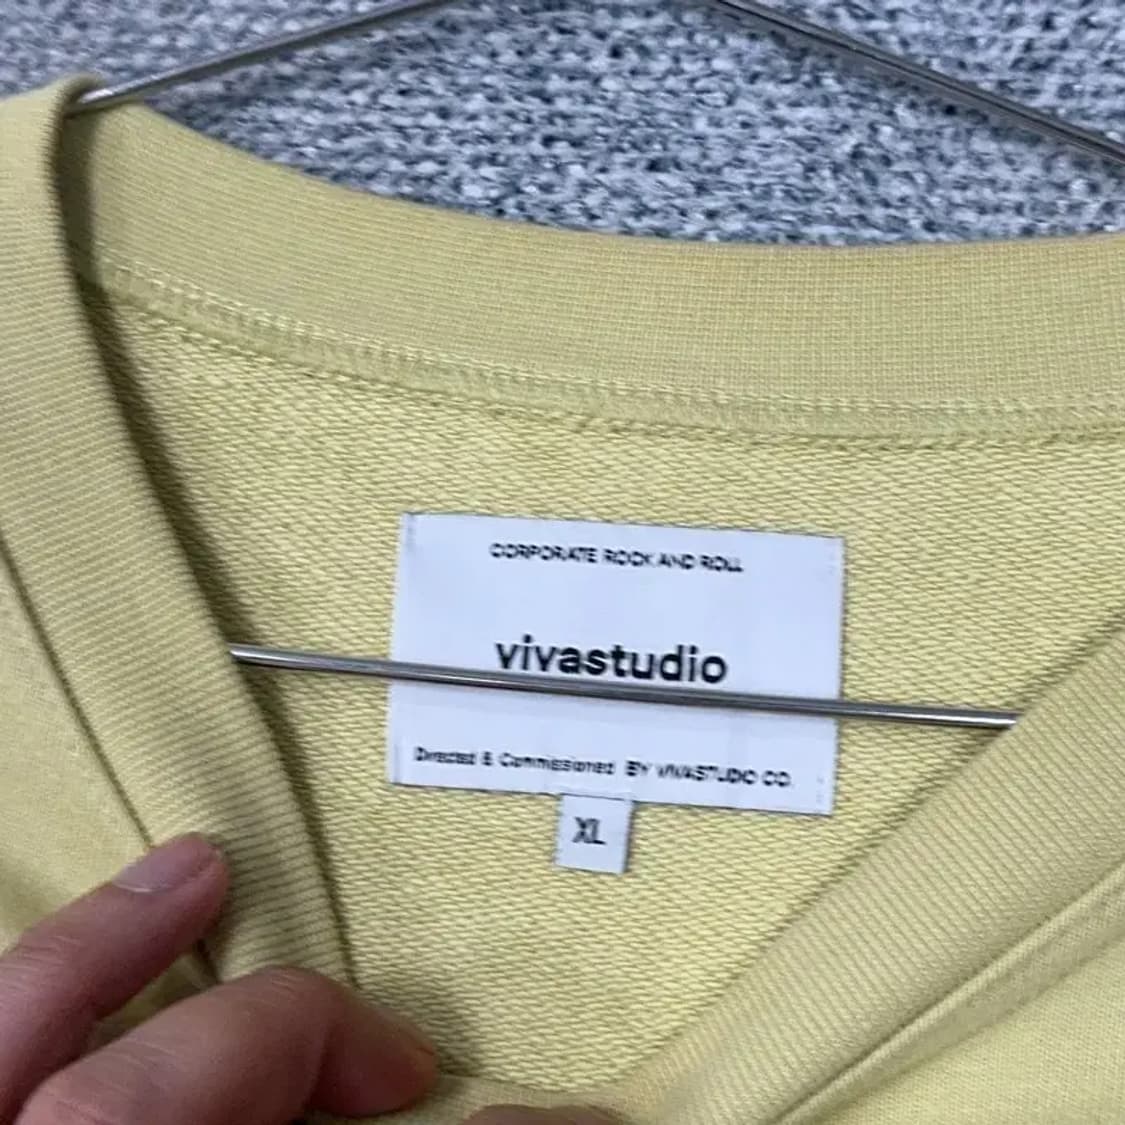 CORPORATE ROCK AND ROLL
vivastudio
Directed & Commissioned BY VIVASTUDIO CO.
XL